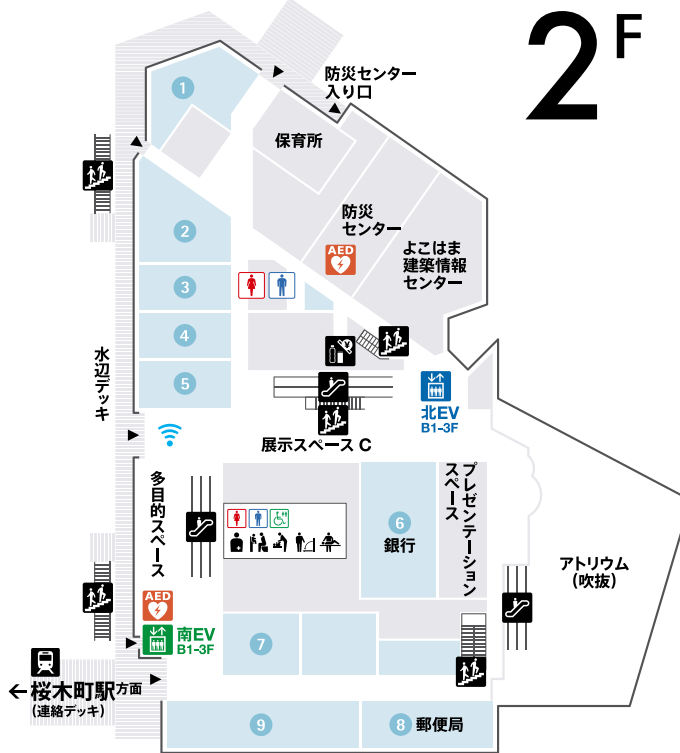 2F
1
防災センター
入り口
保育所
防災
センター
AED
よこはま
建築情報
センター
2
3
4
5
水辺デッキ
北EV
B1-3F
展示スペース C
多目的スペース
6
銀行
プレゼンテーション
スペース
アトリウム
(吹抜)
AED
南EV
B1-3F
7
←桜木町駅方面
(連絡デッキ)
9
8 郵便局